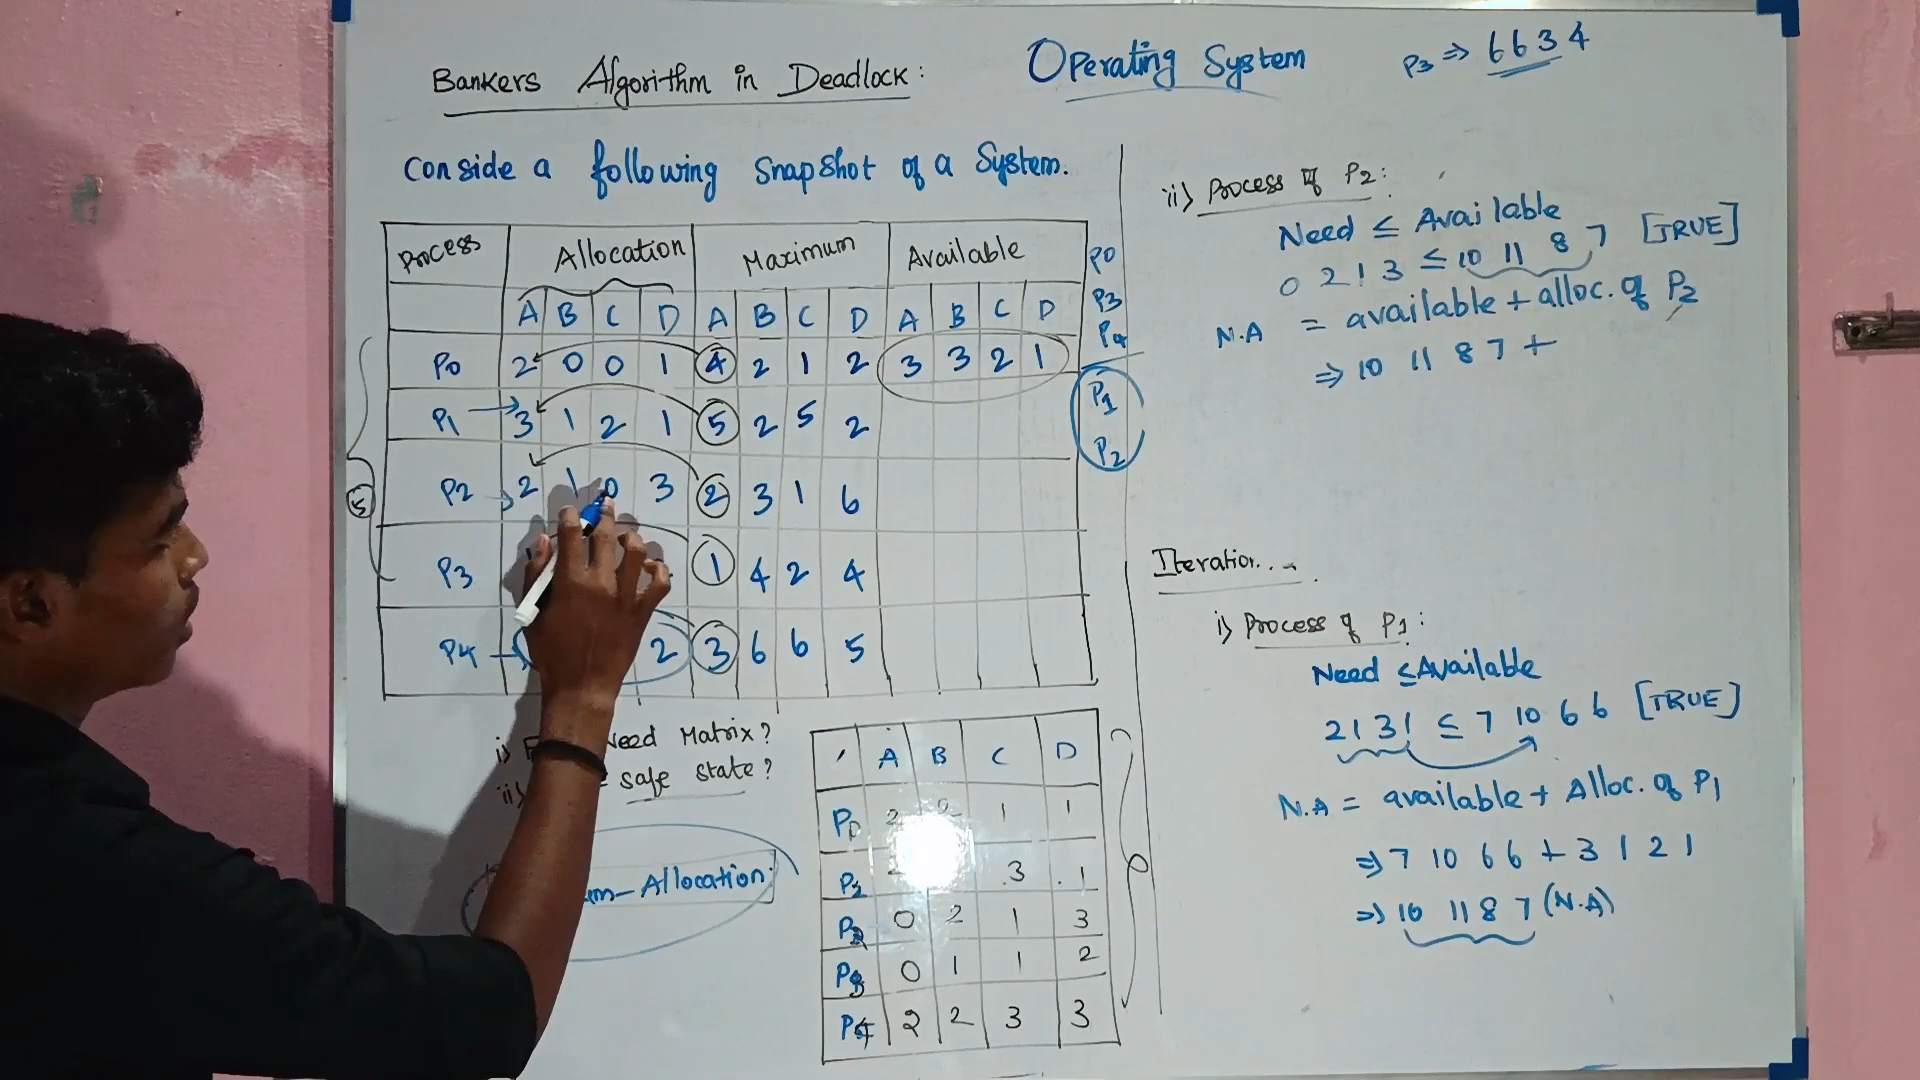 Bankers Algorithm in Deadlock:
Operating System
P3 ⇒ 6634
Conside a following Snapshot of a System.
Process Allocation Maximum Available
A B C D A B C D A B C D
P0 2 0 0 1 4 2 1 2 3 3 2 1
P1 3 1 2 1 5 2 5 2
P2 2 1 0 3 2 3 1 6
P3 1 4 2 4
P4 2 3 6 6 5
5
P0
P3
P4
P1
P2
i) Need Matrix?
ii) safe state?
-Allocation:
A B C D
P0 2 2 1 1
P1 3 1
P2 0 2 1 3
P3 0 1 1 2
P4 2 2 3 3
ii) Process of P2:
Need ≤ Available
0 2 1 3 ≤ 10 11 8 7 [TRUE]
N.A = available + alloc. of P2
⇒ 10 11 8 7 +
Iteration...
i) Process of P1:
Need ≤ Available
2 1 3 1 ≤ 7 10 6 6 [TRUE]
N.A = available + Alloc. of P1
⇒ 7 10 6 6 + 3 1 2 1
⇒ 10 11 8 7 (N.A)